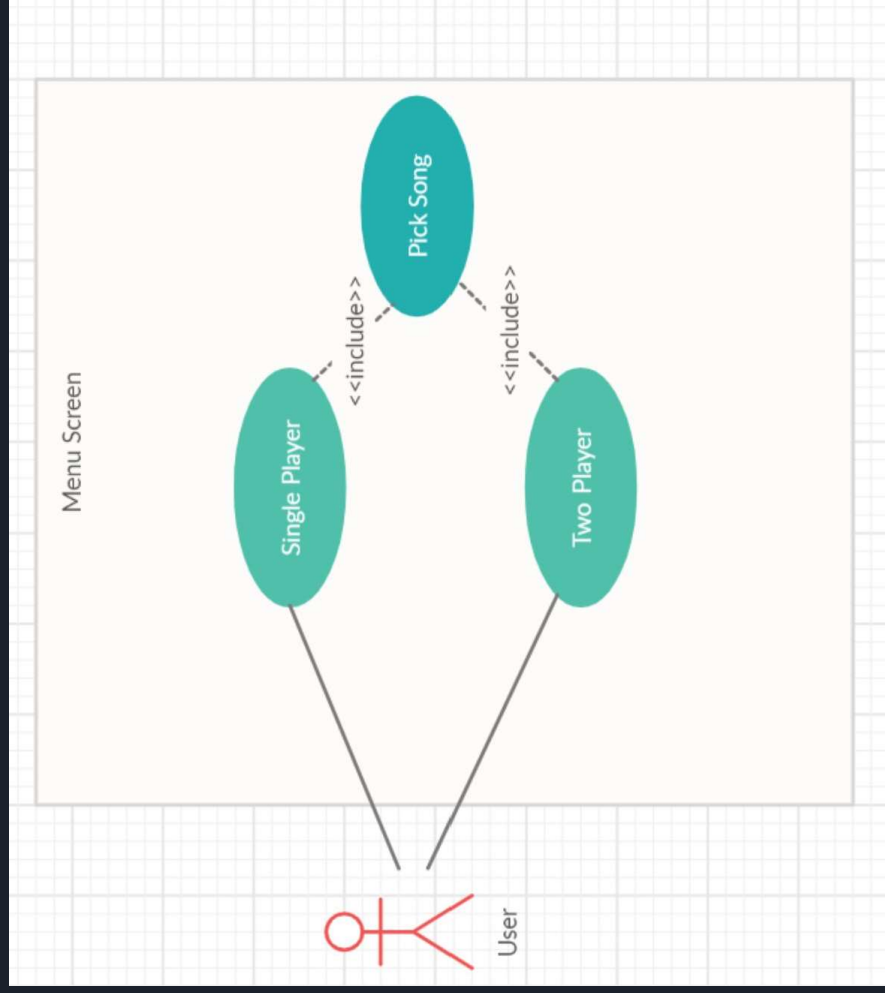 Menu Screen
Single Player
<<include>>
Pick Song
<<include>>
Two Player
User